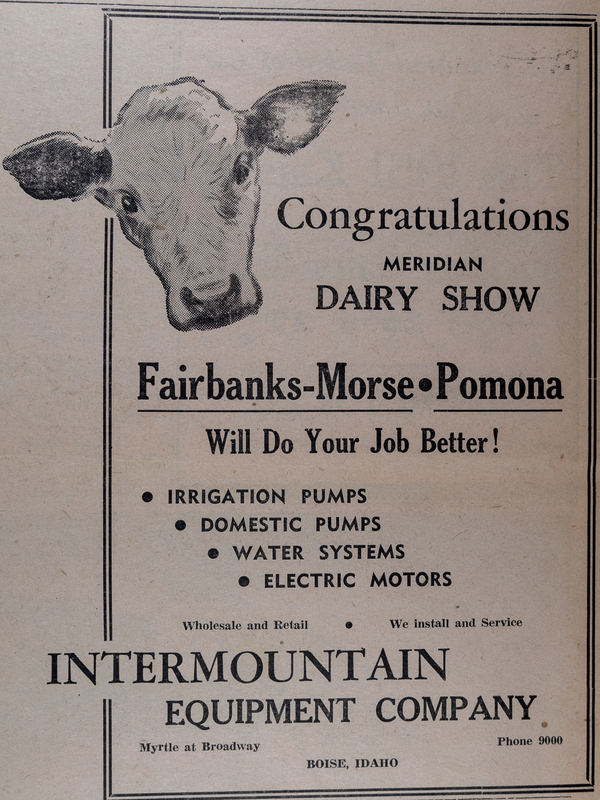 Congratulations
MERIDIAN
DAIRY SHOW
Fairbanks-Morse•Pomona
Will Do Your Job Better!
• IRRIGATION PUMPS
• DOMESTIC PUMPS
• WATER SYSTEMS
• ELECTRIC MOTORS
Wholesale and Retail • We install and Service
INTERMOUNTAIN
EQUIPMENT COMPANY
Myrtle at Broadway Phone 9000
BOISE, IDAHO